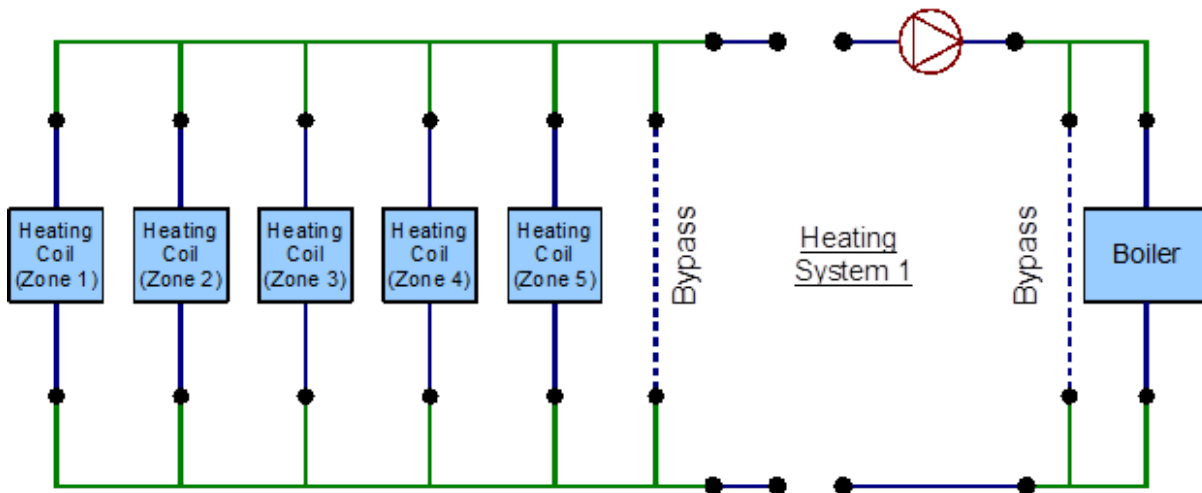 Heating
Coil
(Zone 1)
Heating
Coil
(Zone 2)
Heating
Coil
(Zone 3)
Heating
Coil
(Zone 4)
Heating
Coil
(Zone 5)
Bypass
Heating
System 1
Bypass
Boiler